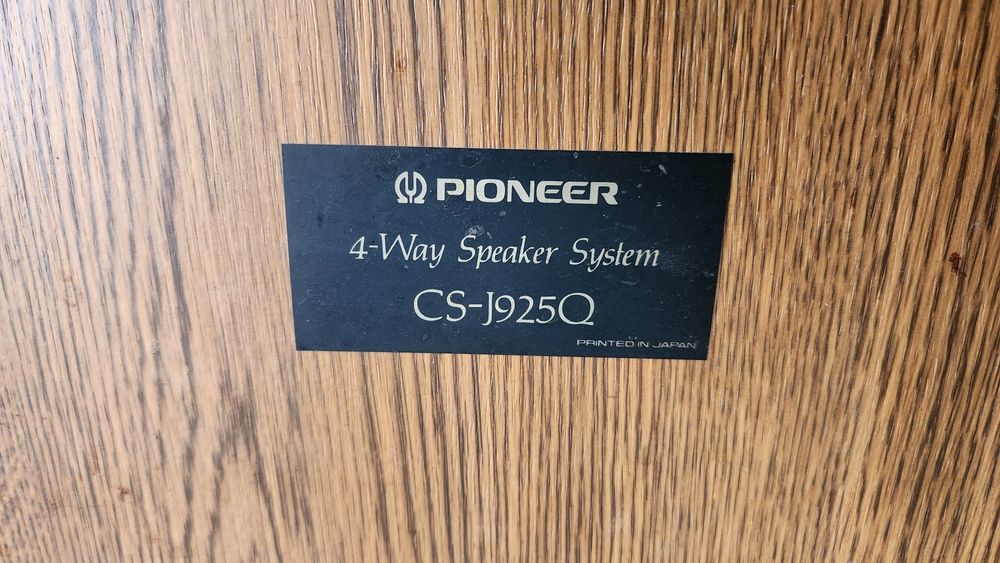 PIONEER
4-Way Speaker System
CS-J925Q
PRINTED IN JAPAN